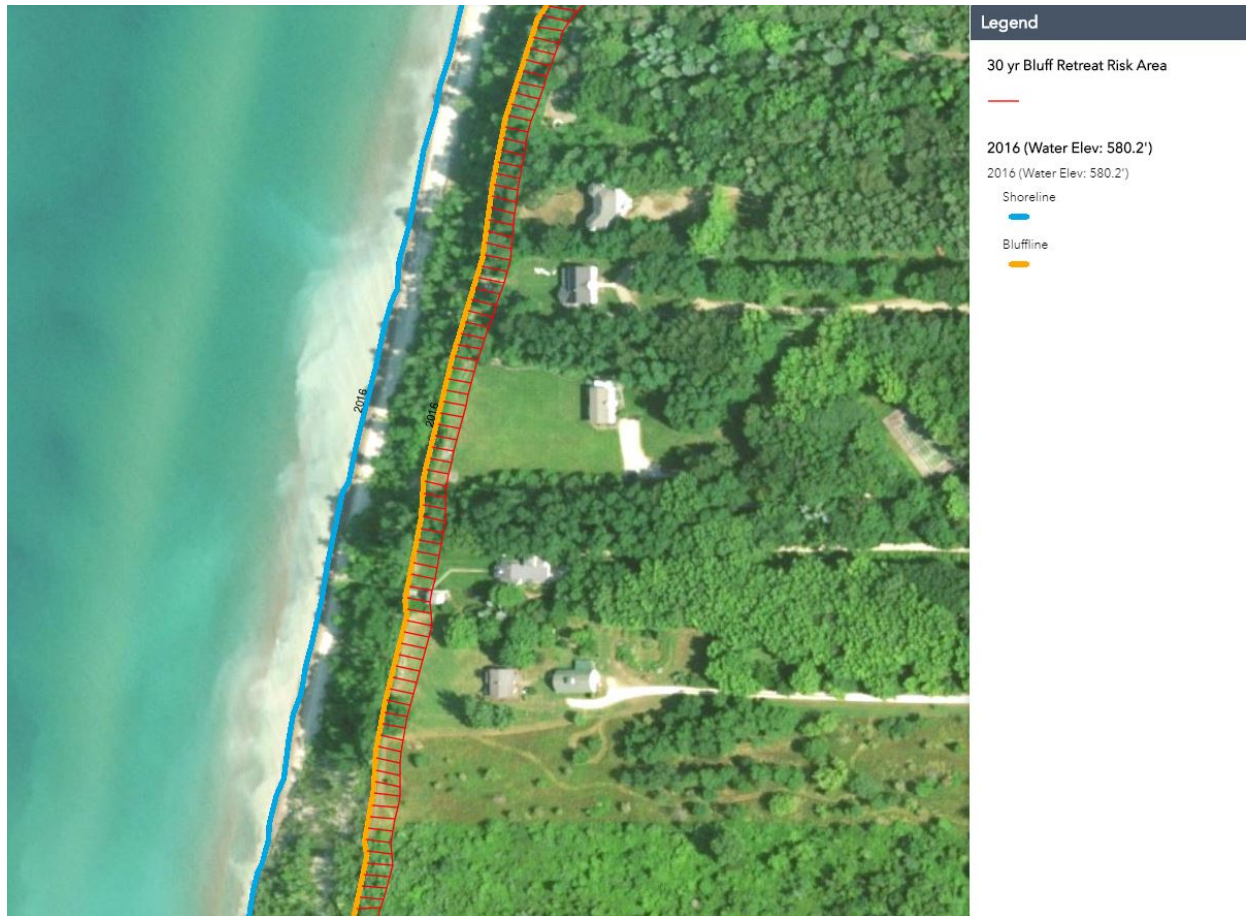 Legend
30 yr Bluff Retreat Risk Area
2016 (Water Elev: 580.2')
2016 (Water Elev: 580.2')
Shoreline
Bluffline
2016
2016